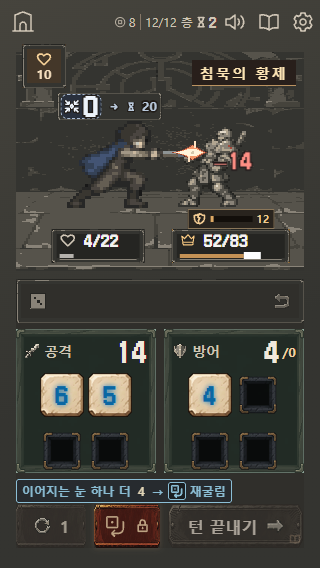 8 12/12 층 2
10
침묵의 황제
0 → 20
14
12
4/22
52/83
공격 14
방어 4/0
6 5
4
이어지는 눈 하나 더 4 → 재굴림
1
턴 끝내기